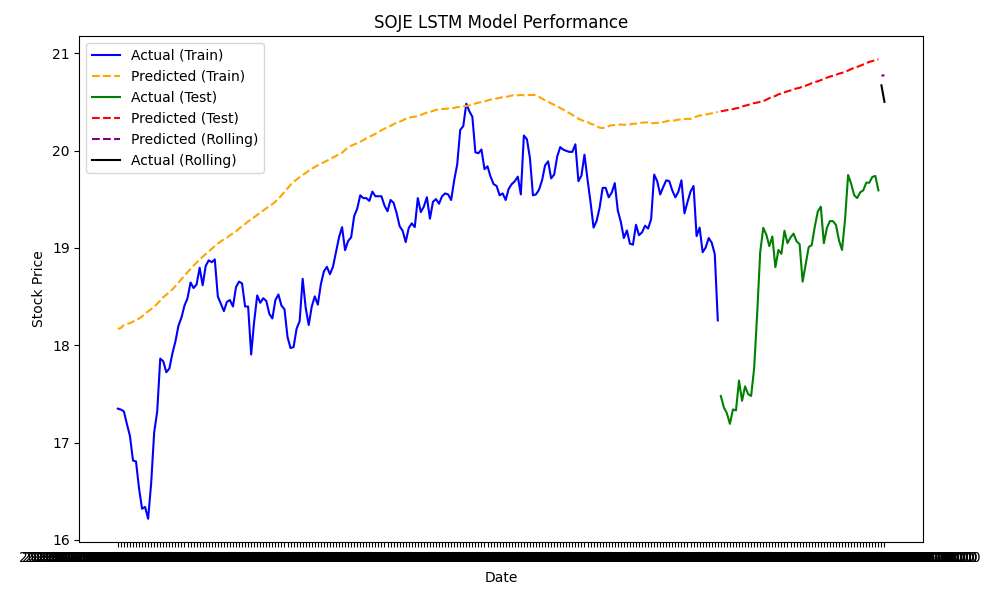 SOJE LSTM Model Performance
Actual (Train)
Predicted (Train)
Actual (Test)
Predicted (Test)
Predicted (Rolling)
Actual (Rolling)
21
20
19
18
17
16
Stock Price
Date